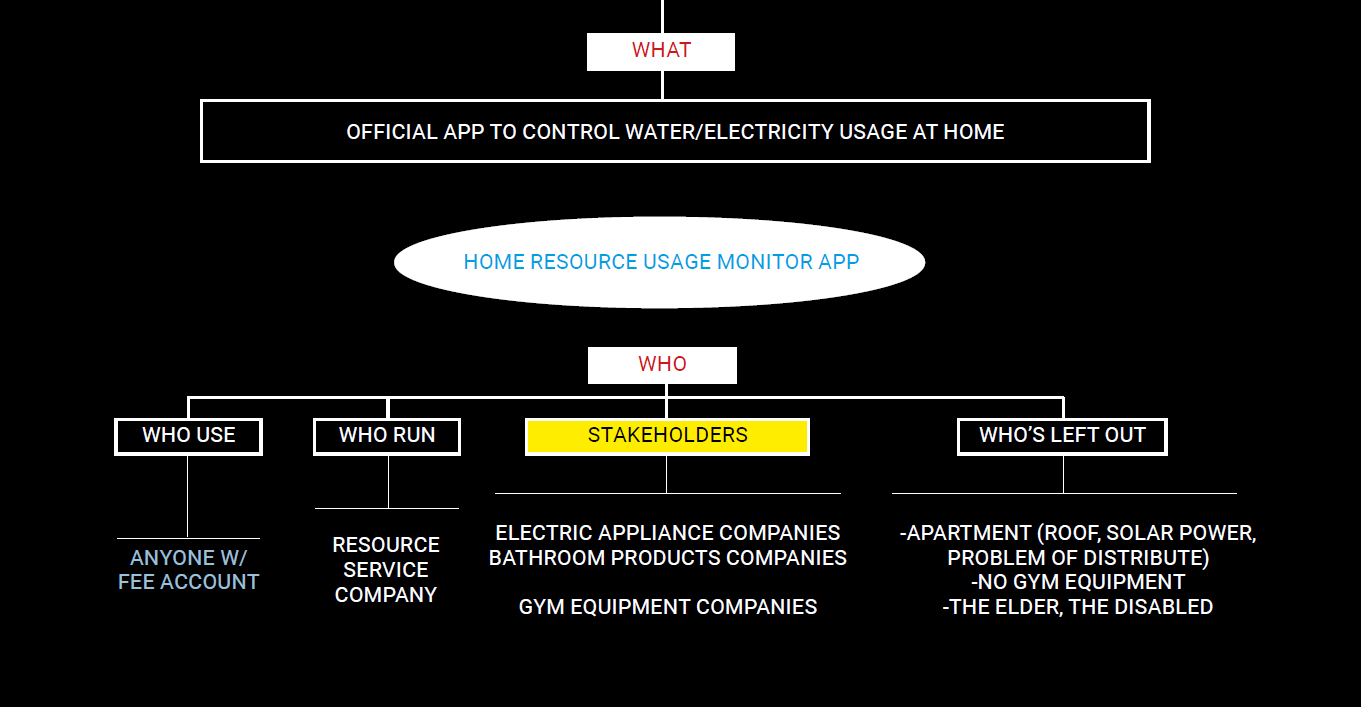 WHAT
OFFICIAL APP TO CONTROL WATER/ELECTRICITY USAGE AT HOME
HOME RESOURCE USAGE MONITOR APP
WHO
WHO USE
WHO RUN
STAKEHOLDERS
WHO'S LEFT OUT
ANYONE W/
FEE ACCOUNT
RESOURCE
SERVICE
COMPANY
ELECTRIC APPLIANCE COMPANIES
BATHROOM PRODUCTS COMPANIES
GYM EQUIPMENT COMPANIES
-APARTMENT (ROOF, SOLAR POWER,
PROBLEM OF DISTRIBUTE)
-NO GYM EQUIPMENT
-THE ELDER, THE DISABLED